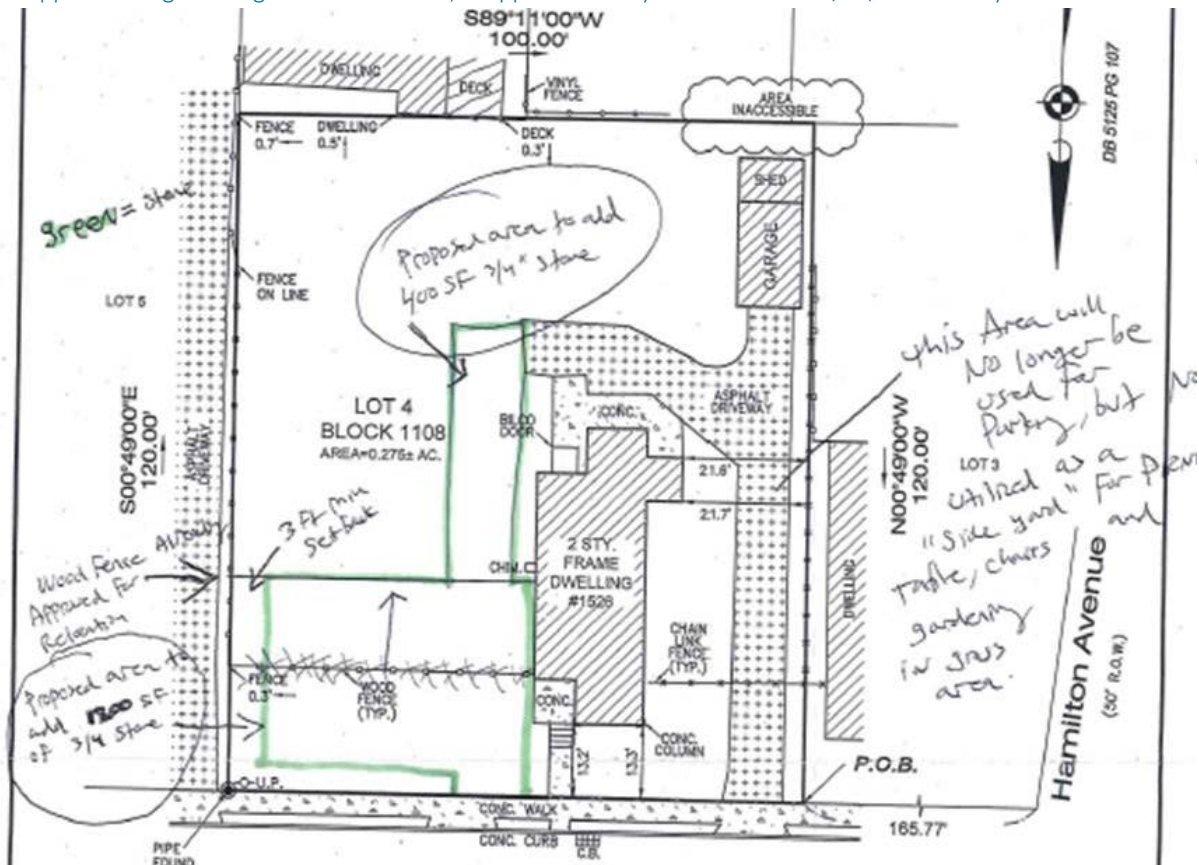 S89°11'00"W
100.00'
DWELLING
DECK
VINYL
FENCE
AREA
INACCESSIBLE
DB 5125 PG 107
FENCE
0.7'
DWELLING
0.5'
DECK
0.3'
SHED
GARAGE
green = stone
Proposed area to add
400 SF 3/4" stone
FENCE
ON LINE
LOT 5
this Area will
No longer be
used for
Parking, but
utilized as a
"side yard" for
table, chairs and
gardening
in grass
area.
S00°49'00"E
120.00'
ASPHALT
DRIVEWAY
LOT 4
BLOCK 1108
AREA=0.275± AC.
BILCO
DOOR
CONC.
ASPHALT
DRIVEWAY
N00°49'00"W
120.00'
LOT 3
21.6'
21.7'
3 Ft min
setback
Wood Fence
Approved for
Relocation
CHIM.
2 STY.
FRAME
DWELLING
#1526
DWELLING
CHAIN
LINK
FENCE
(TYP.)
Hamilton Avenue
(50' R.O.W.)
Proposed area to
add 1200 SF
of 3/4 stone
FENCE
0.3'
WOOD
FENCE
(TYP.)
CONC.
CONC.
COLUMN
13.2'
13.3'
P.O.B.
U.P.
CONC. WALK
CONC. CURB
C.B.
165.77'
PIPE
FOUND